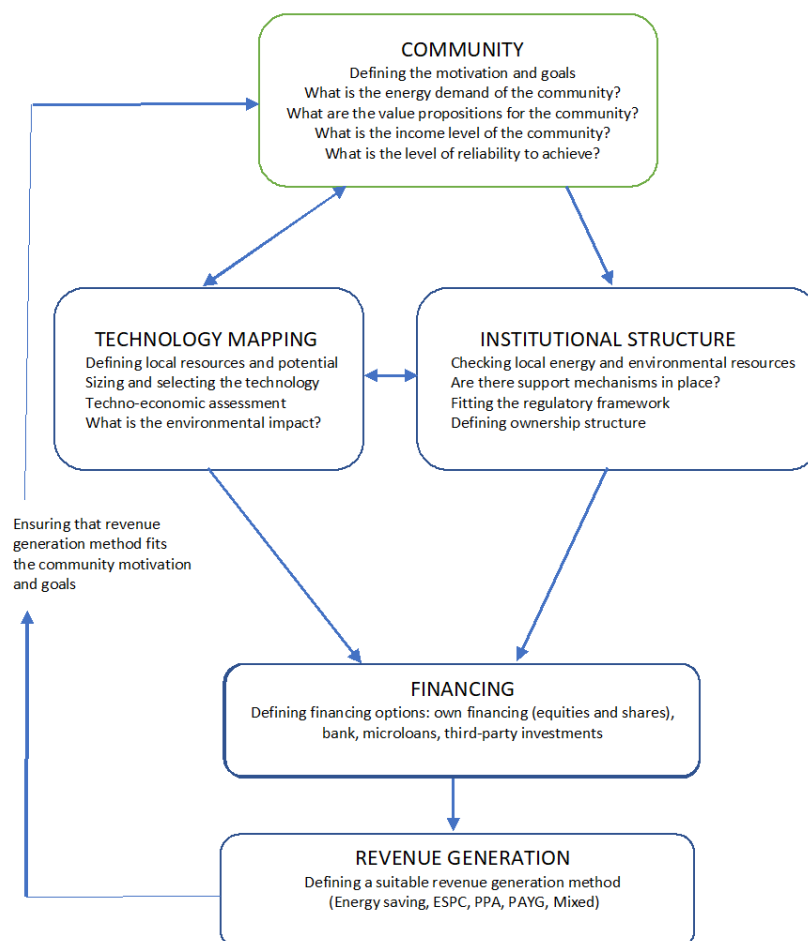 COMMUNITY
Defining the motivation and goals
What is the energy demand of the community?
What are the value propositions for the community?
What is the income level of the community?
What is the level of reliability to achieve?
TECHNOLOGY MAPPING
Defining local resources and potential
Sizing and selecting the technology
Techno-economic assessment
What is the environmental impact?
INSTITUTIONAL STRUCTURE
Checking local energy and environmental resources
Are there support mechanisms in place?
Fitting the regulatory framework
Defining ownership structure
Ensuring that revenue
generation method fits
the community motivation
and goals
FINANCING
Defining financing options: own financing (equities and shares),
bank, microloans, third-party investments
REVENUE GENERATION
Defining a suitable revenue generation method
(Energy saving, ESPC, PPA, PAYG, Mixed)